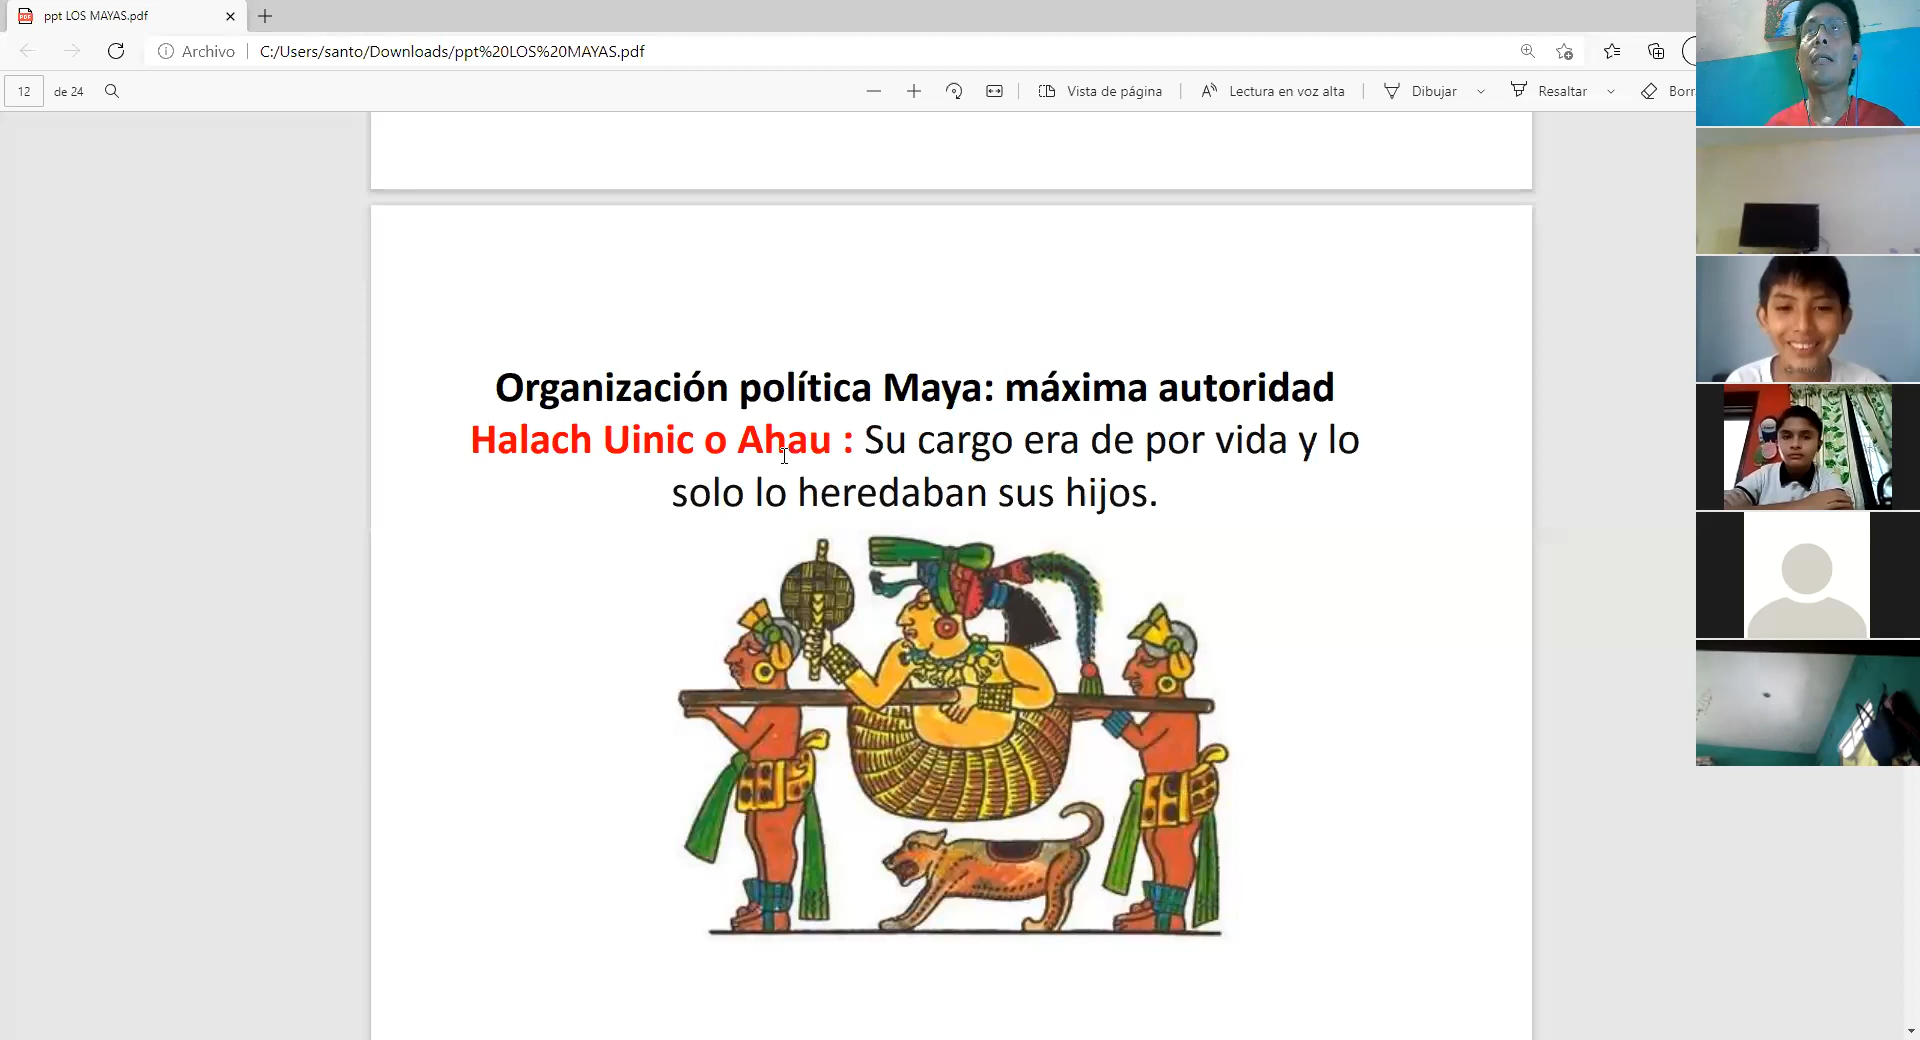 ppt LOS MAYAS.pdf
Archivo
C:/Users/santo/Downloads/ppt%20LOS%20MAYAS.pdf
12 de 24
Vista de página
Lectura en voz alta
Dibujar
Resaltar
Borra
Organización política Maya: máxima autoridad
Halach Uinic o Ahau : Su cargo era de por vida y lo
solo lo heredaban sus hijos.